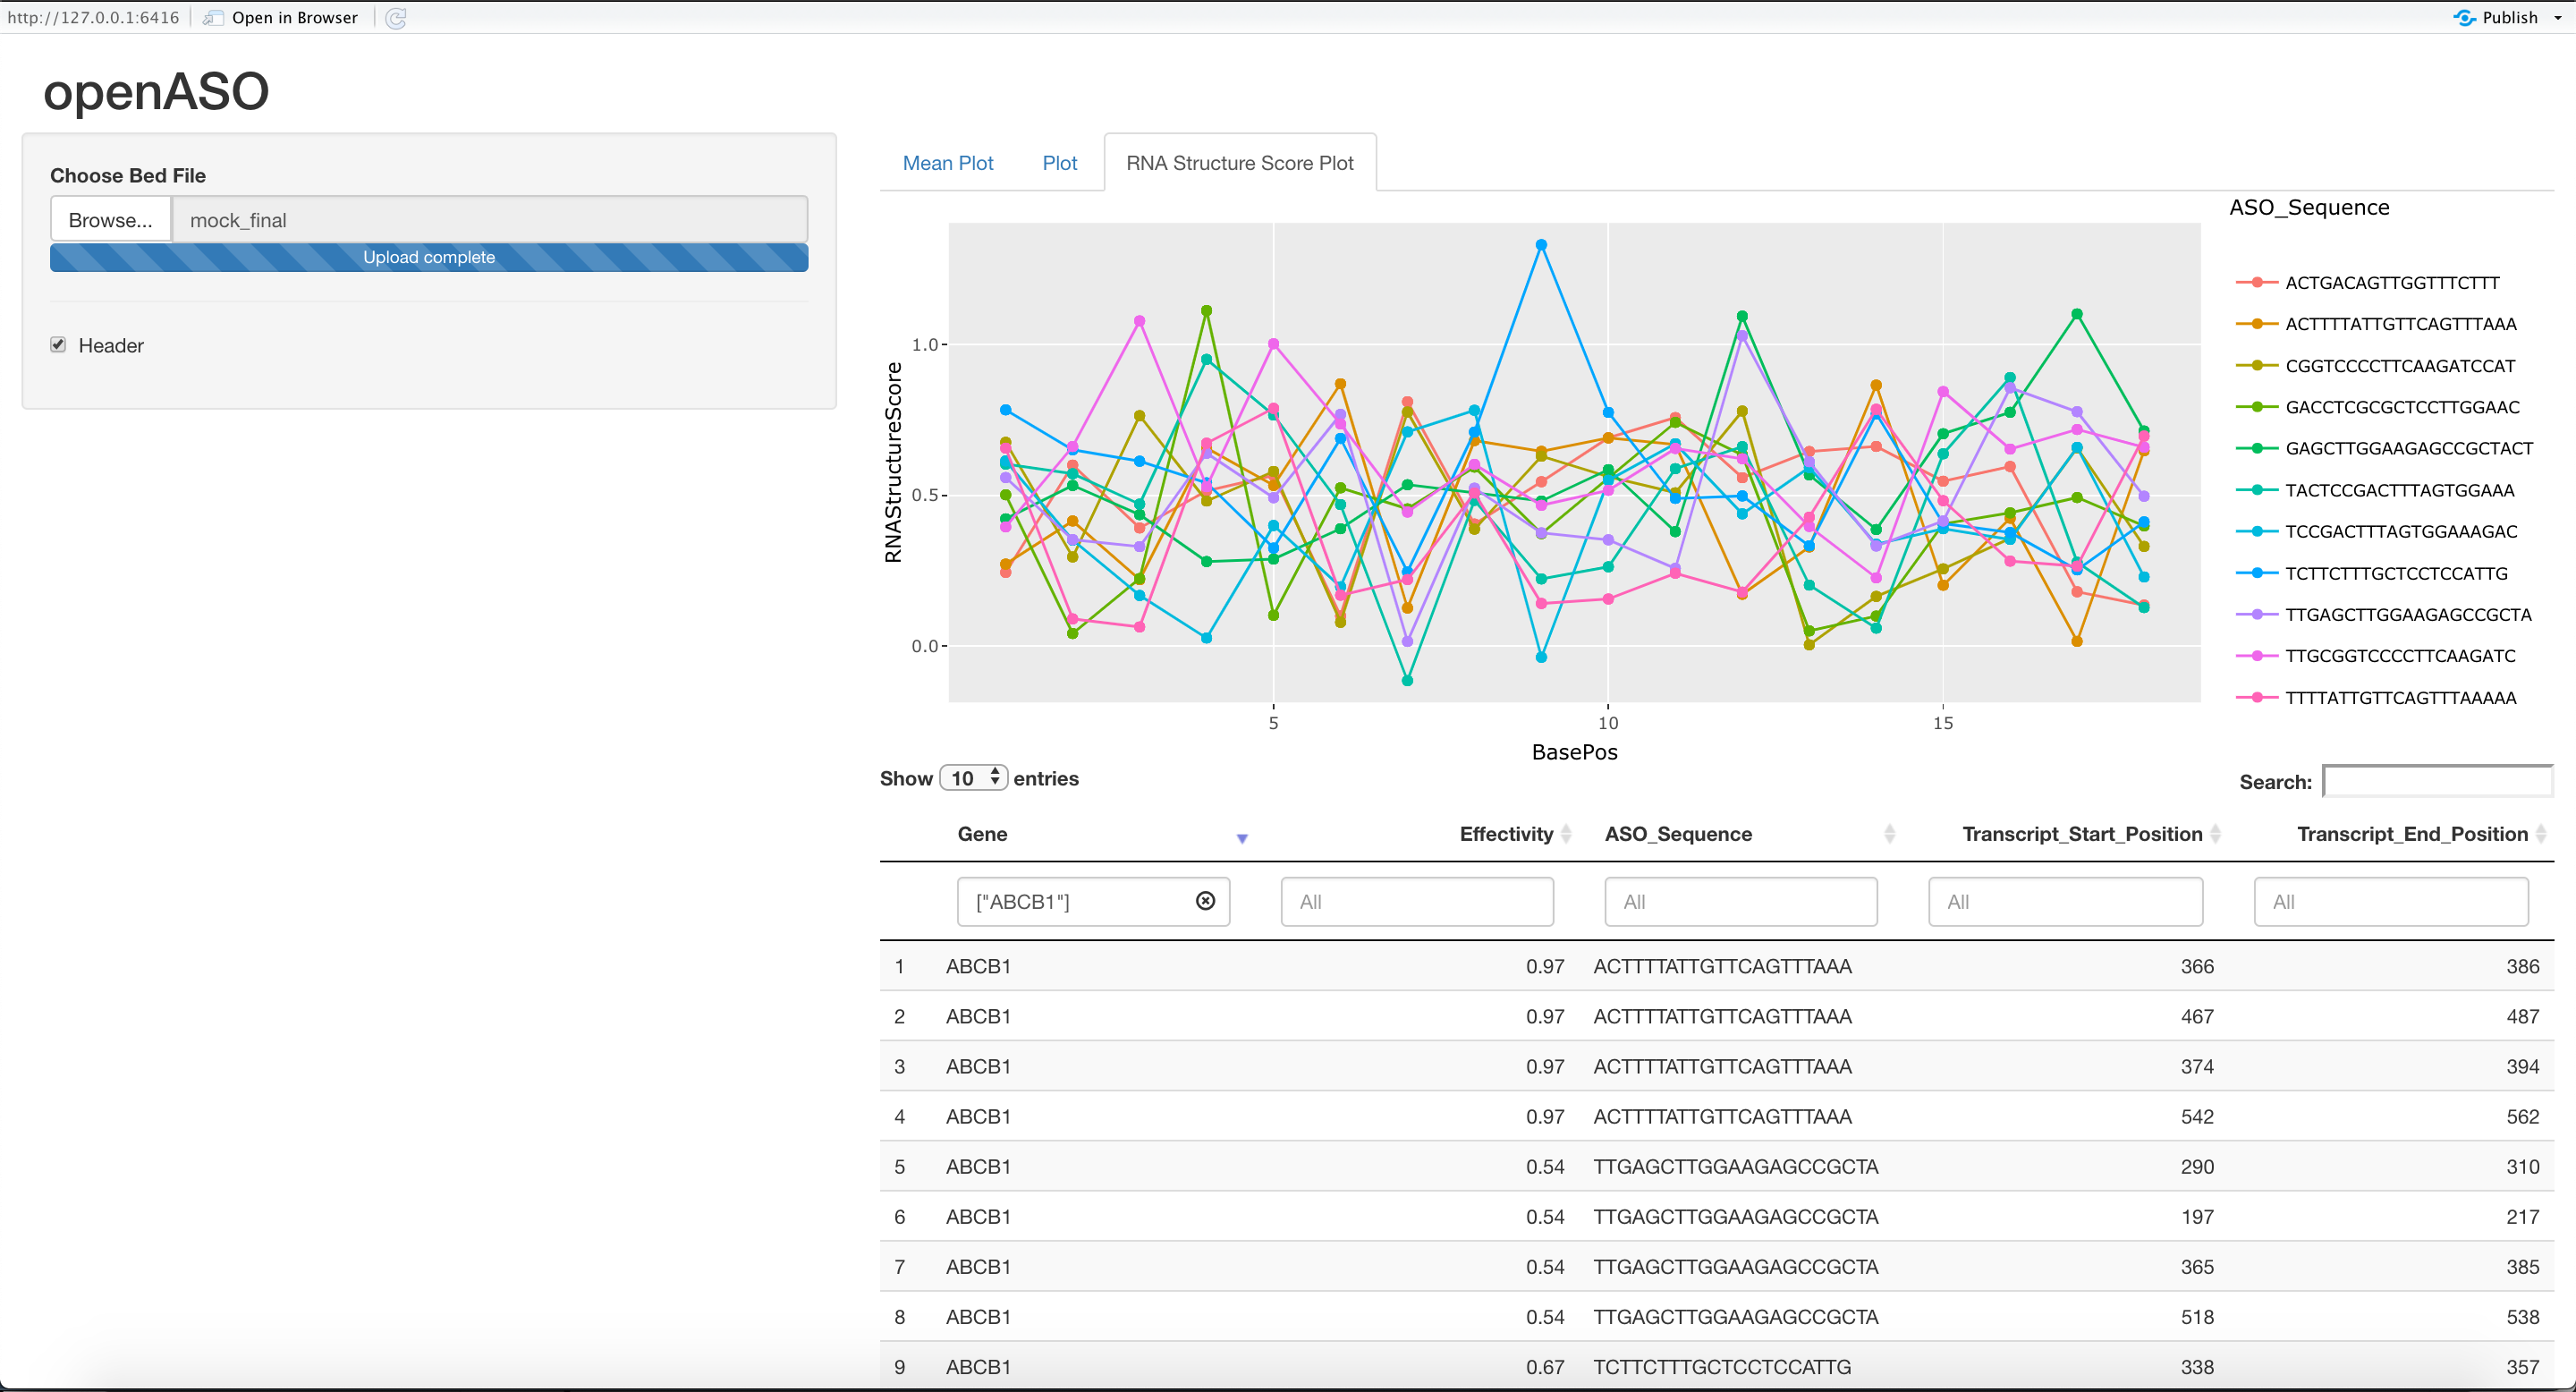 http://127.0.0.1:6416 Open in Browser Publish
openASO
Choose Bed File
Browse... mock_final
Upload complete
Header
Mean Plot Plot RNA Structure Score Plot
RNAStructureScore
1.0
0.5
0.0
5 10 15
BasePos
ASO_Sequence
ACTGACAGTTGGTTTCTTT
ACTTTTATTGTTCAGTTTAAA
CGGTCCCCTTCAAGATCCAT
GACCTCGCGCTCCTTGGAAC
GAGCTTGGAAGAGCCGCTACT
TACTCCGACTTTAGTGGAAA
TCCGACTTTAGTGGAAAGAC
TCTTCTTTGCTCCTCCATTG
TTGAGCTTGGAAGAGCCGCTA
TTGCGGTCCCCTTCAAGATC
TTTTATTGTTCAGTTTAAAAA
Show 10 entries Search:
Gene Effectivity ASO_Sequence Transcript_Start_Position Transcript_End_Position
["ABCB1"] All All All All
1 ABCB1 0.97 ACTTTTATTGTTCAGTTTAAA 366 386
2 ABCB1 0.97 ACTTTTATTGTTCAGTTTAAA 467 487
3 ABCB1 0.97 ACTTTTATTGTTCAGTTTAAA 374 394
4 ABCB1 0.97 ACTTTTATTGTTCAGTTTAAA 542 562
5 ABCB1 0.54 TTGAGCTTGGAAGAGCCGCTA 290 310
6 ABCB1 0.54 TTGAGCTTGGAAGAGCCGCTA 197 217
7 ABCB1 0.54 TTGAGCTTGGAAGAGCCGCTA 365 385
8 ABCB1 0.54 TTGAGCTTGGAAGAGCCGCTA 518 538
9 ABCB1 0.67 TCTTCTTTGCTCCTCCATTG 338 357